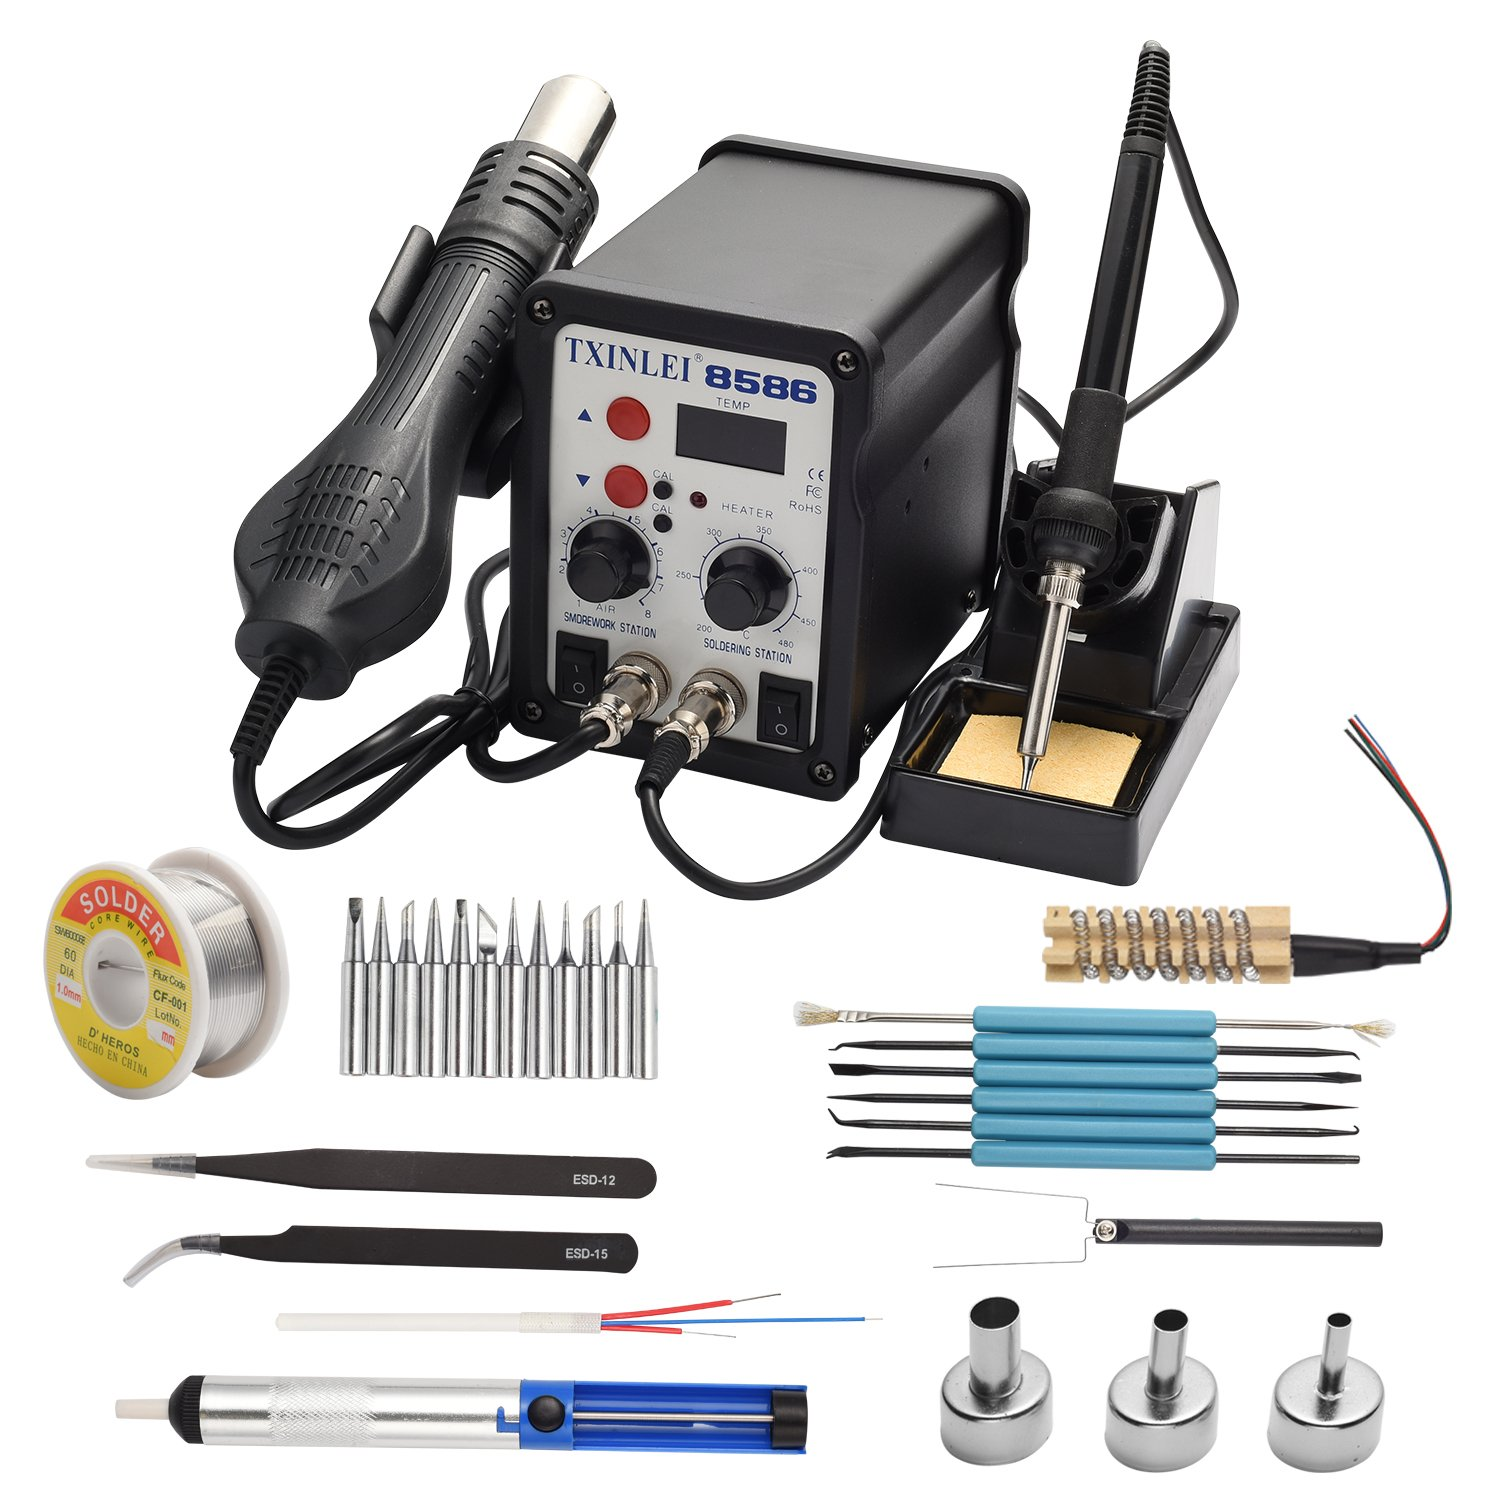 TXINLEI® 8586
TEMP
CAL
CAL
HEATER
CE
FC
RoHS
1 2 3 4 5 6 7 8
AIR
SMDREWORK STATION
200 250 300 350 400 450 480
C
SOLDERING STATION
I
O
I
O
SOLDER
CORE WIRE
60
DIA
1.0mm
Flux Code
CF-001
LotNo.
mm
D' HEROS
HECHO EN CHINA
ESD-12
ESD-15